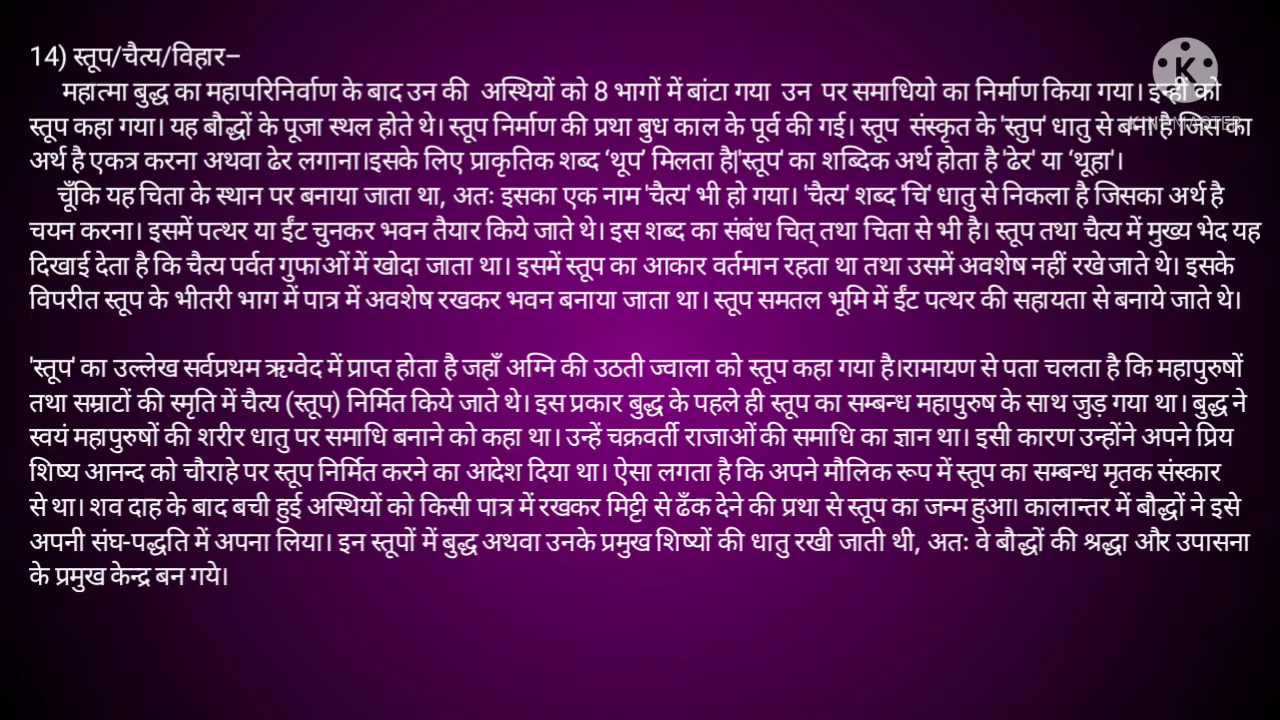 14) स्तूप/चैत्य/विहार–
महात्मा बुद्ध का महापरिनिर्वाण के बाद उन की अस्थियों को 8 भागों में बांटा गया उन पर समाधियो का निर्माण किया गया। इन्हीं को
स्तूप कहा गया। यह बौद्धों के पूजा स्थल होते थे। स्तूप निर्माण की प्रथा बुध काल के पूर्व की गई। स्तूप संस्कृत के 'स्तुप' धातु से बना है जिस का
अर्थ है एकत्र करना अथवा ढेर लगाना।इसके लिए प्राकृतिक शब्द ‘थूप’ मिलता है|'स्तूप' का शब्दिक अर्थ होता है 'ढेर' या ‘थूहा'।
चूँकि यह चिता के स्थान पर बनाया जाता था, अतः इसका एक नाम 'चैत्य' भी हो गया। 'चैत्य' शब्द 'चि' धातु से निकला है जिसका अर्थ है
चयन करना। इसमें पत्थर या ईंट चुनकर भवन तैयार किये जाते थे। इस शब्द का संबंध चित् तथा चिता से भी है। स्तूप तथा चैत्य में मुख्य भेद यह
दिखाई देता है कि चैत्य पर्वत गुफाओं में खोदा जाता था। इसमें स्तूप का आकार वर्तमान रहता था तथा उसमें अवशेष नहीं रखे जाते थे। इसके
विपरीत स्तूप के भीतरी भाग में पात्र में अवशेष रखकर भवन बनाया जाता था। स्तूप समतल भूमि में ईंट पत्थर की सहायता से बनाये जाते थे।
'स्तूप' का उल्लेख सर्वप्रथम ऋग्वेद में प्राप्त होता है जहाँ अग्नि की उठती ज्वाला को स्तूप कहा गया है।रामायण से पता चलता है कि महापुरुषों
तथा सम्राटों की स्मृति में चैत्य (स्तूप) निर्मित किये जाते थे। इस प्रकार बुद्ध के पहले ही स्तूप का सम्बन्ध महापुरुष के साथ जुड़ गया था। बुद्ध ने
स्वयं महापुरुषों की शरीर धातु पर समाधि बनाने को कहा था। उन्हें चक्रवर्ती राजाओं की समाधि का ज्ञान था। इसी कारण उन्होंने अपने प्रिय
शिष्य आनन्द को चौराहे पर स्तूप निर्मित करने का आदेश दिया था। ऐसा लगता है कि अपने मौलिक रूप में स्तूप का सम्बन्ध मृतक संस्कार
से था। शव दाह के बाद बची हुई अस्थियों को किसी पात्र में रखकर मिट्टी से ढँक देने की प्रथा से स्तूप का जन्म हुआ। कालान्तर में बौद्धों ने इसे
अपनी संघ-पद्धति में अपना लिया। इन स्तूपों में बुद्ध अथवा उनके प्रमुख शिष्यों की धातु रखी जाती थी, अतः वे बौद्धों की श्रद्धा और उपासना
के प्रमुख केन्द्र बन गये।
K
KINEMASTER